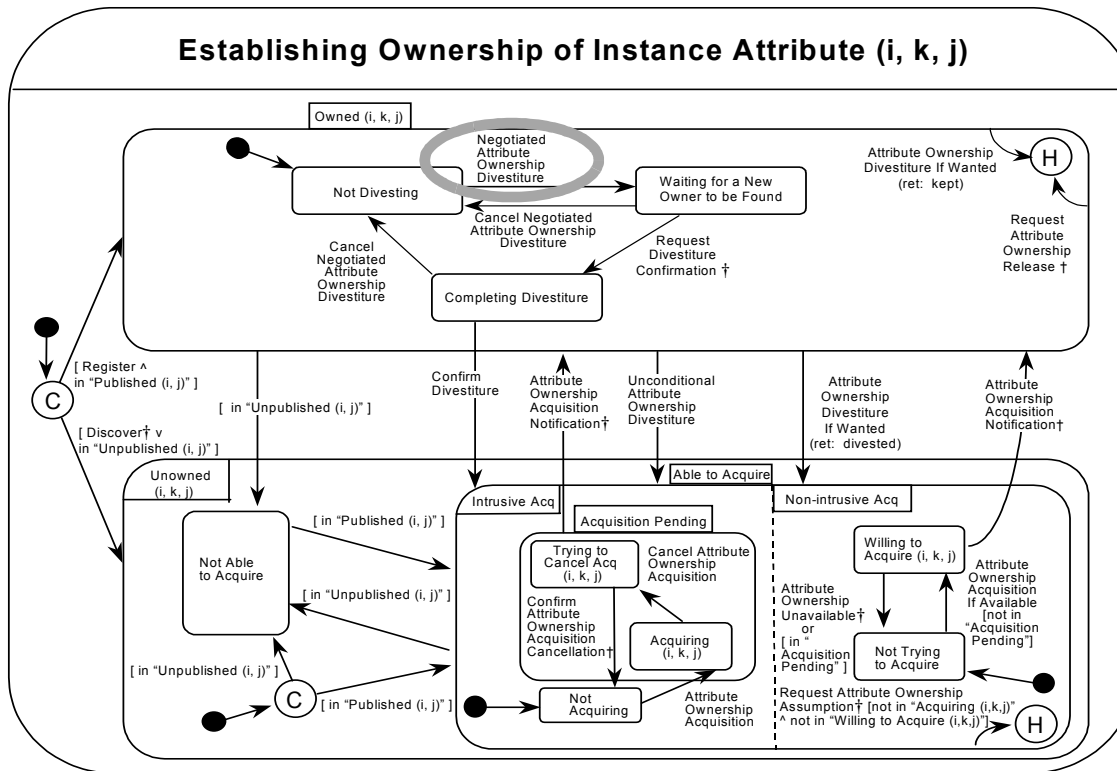 Establishing Ownership of Instance Attribute (i, k, j)
Owned (i, k, j)
Negotiated
Attribute
Ownership
Divestiture
Not Divesting
Waiting for a New
Owner to be Found
Cancel Negotiated
Attribute Ownership
Divestiture
Cancel
Negotiated
Attribute
Ownership
Divestiture
Request
Divestiture
Confirmation †
Completing Divestiture
Attribute Ownership
Divestiture If Wanted
(ret: kept)
H
Request
Attribute
Ownership
Release †
C
[ Register ^
in “Published (i, j)” ]
[ Discover† v
in “Unpublished (i, j)” ]
[ in “Unpublished (i, j)” ]
Confirm
Divestiture
Attribute
Ownership
Acquisition
Notification†
Unconditional
Attribute
Ownership
Divestiture
Attribute
Ownership
Divestiture
If Wanted
(ret: divested)
Attribute
Ownership
Acquisition
Notification†
Unowned
(i, k, j)
Able to Acquire
Intrusive Acq
Non-intrusive Acq
Not Able
to Acquire
[ in “Published (i, j)” ]
[ in “Unpublished (i, j)” ]
[ in “Unpublished (i, j)” ]
C
[ in “Published (i, j)” ]
Acquisition Pending
Trying to
Cancel Acq
(i, k, j)
Cancel Attribute
Ownership
Acquisition
Confirm
Attribute
Ownership
Acquisition
Cancellation†
Acquiring
(i, k, j)
Not
Acquiring
Attribute
Ownership
Acquisition
Willing to
Acquire (i, k, j)
Attribute
Ownership
Unavailable†
or
[ in “
Acquisition
Pending” ]
Attribute
Ownership
Acquisition
If Available
[not in
“Acquisition
Pending”]
Not Trying
to Acquire
Request Attribute Ownership
Assumption† [not in “Acquiring (i,k,j)”
^ not in “Willing to Acquire (i,k,j)”]
H